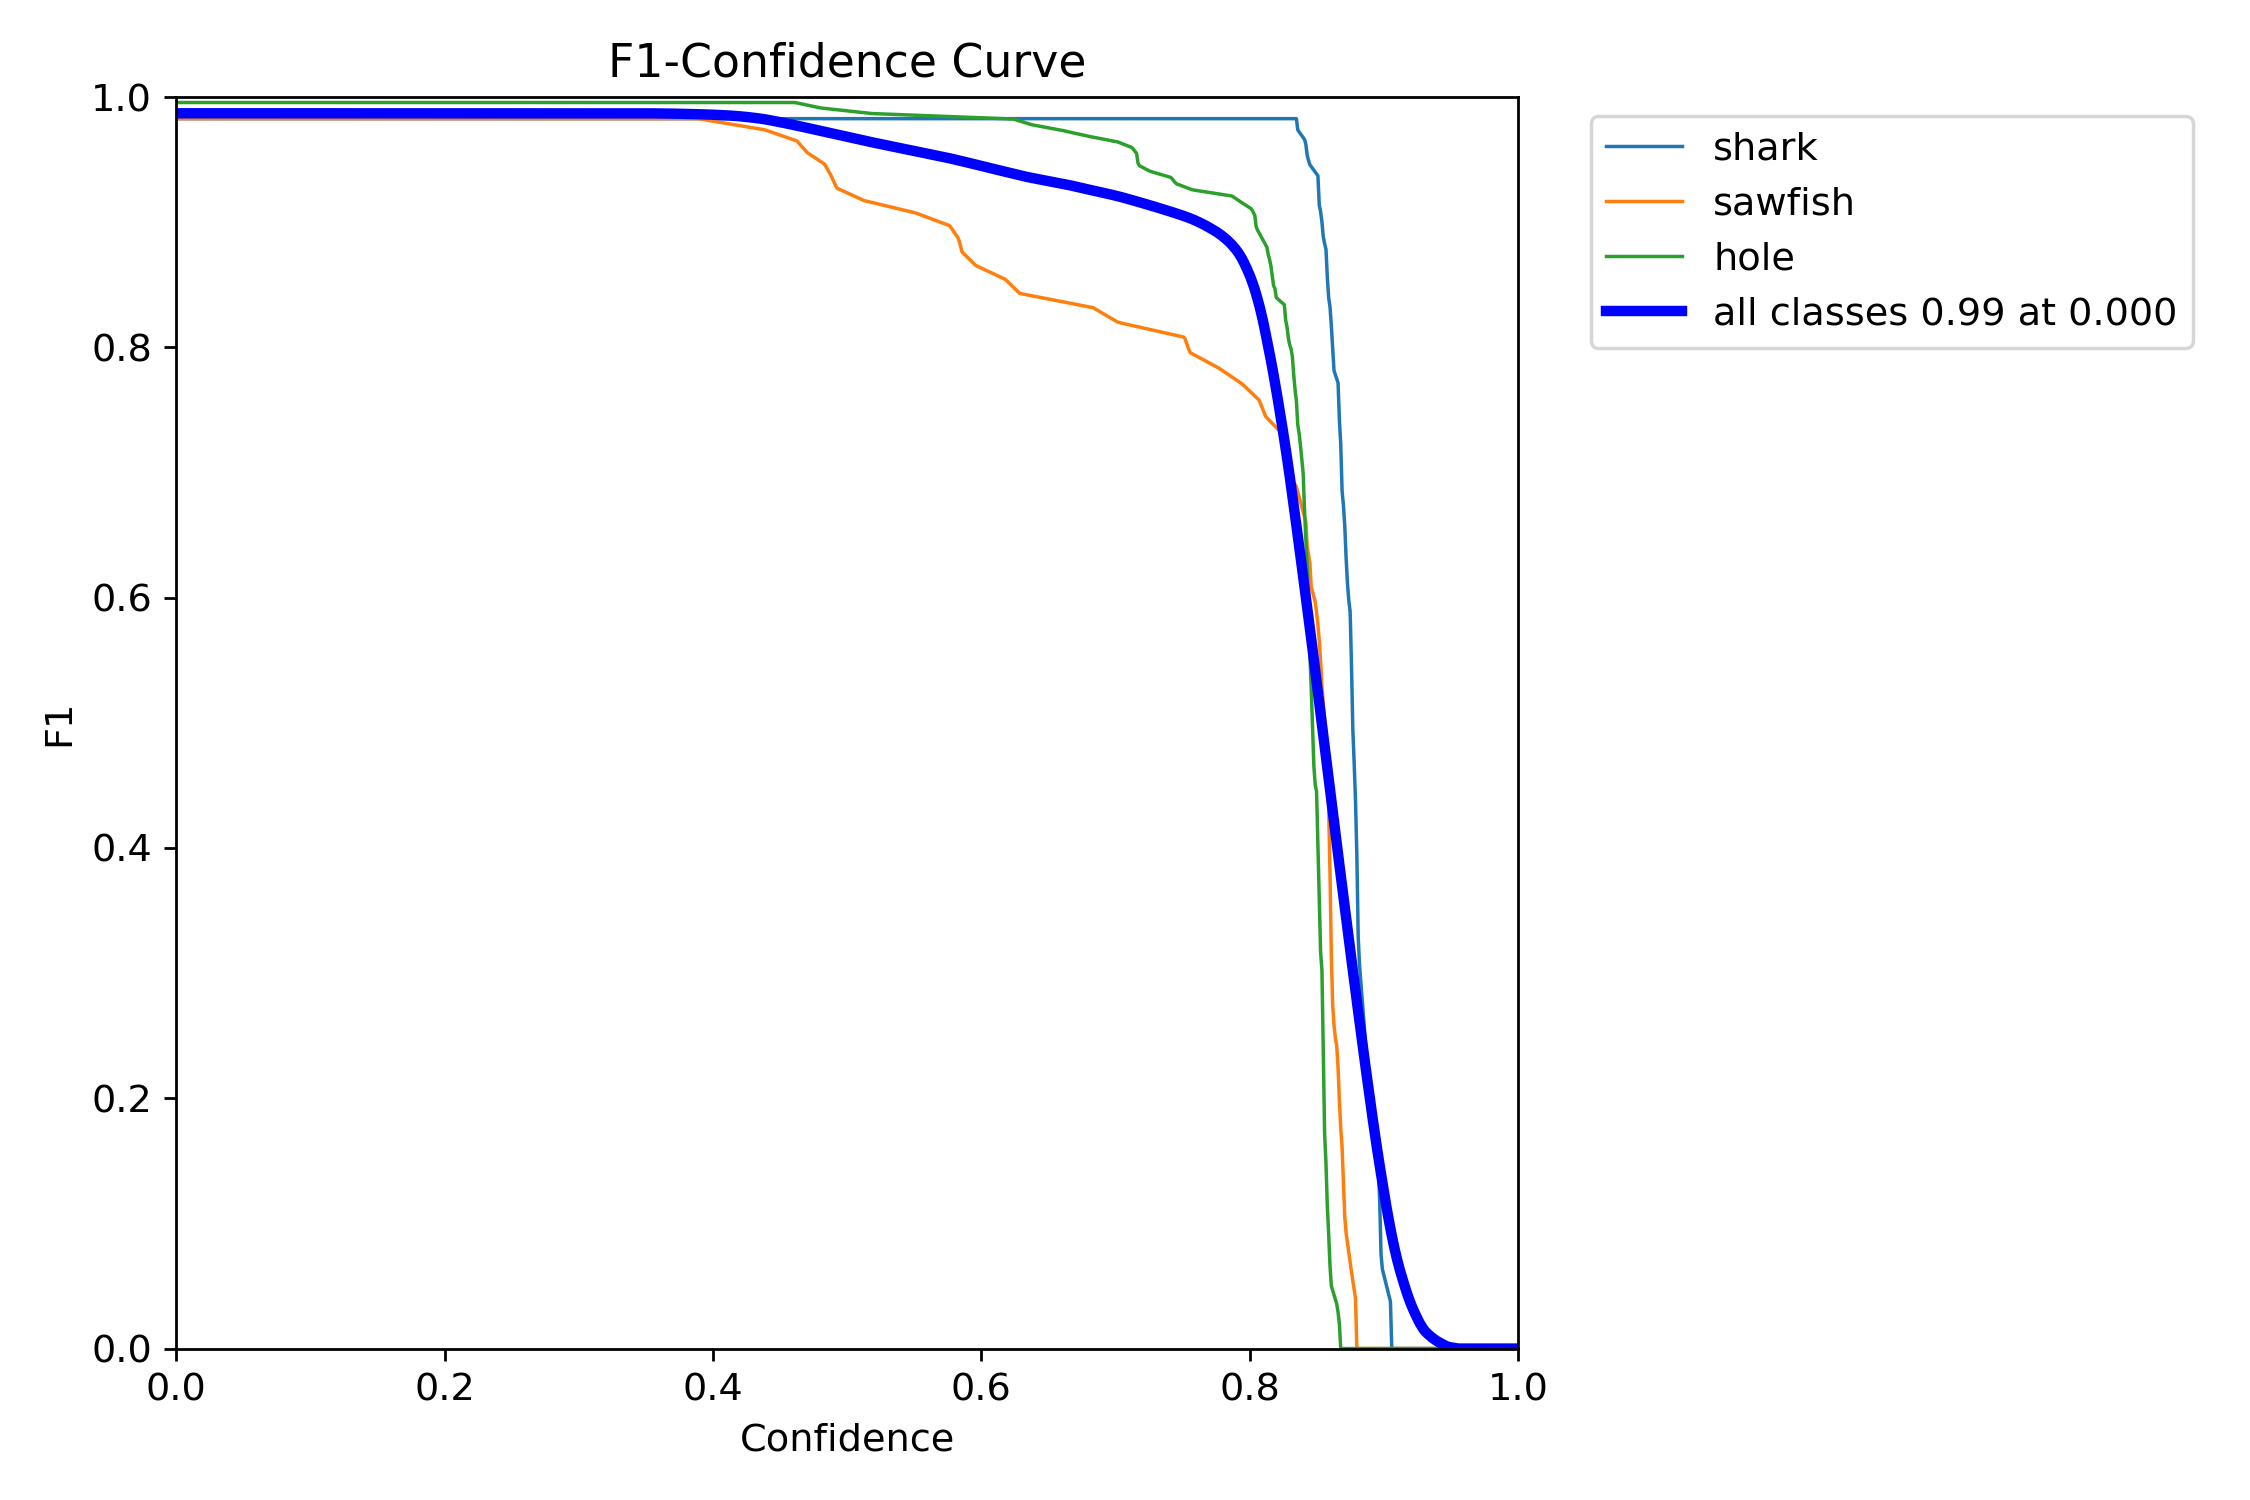 F1-Confidence Curve
1.0
0.8
0.6
0.4
0.2
0.0
F1
0.0 0.2 0.4 0.6 0.8 1.0
Confidence
shark
sawfish
hole
all classes 0.99 at 0.000